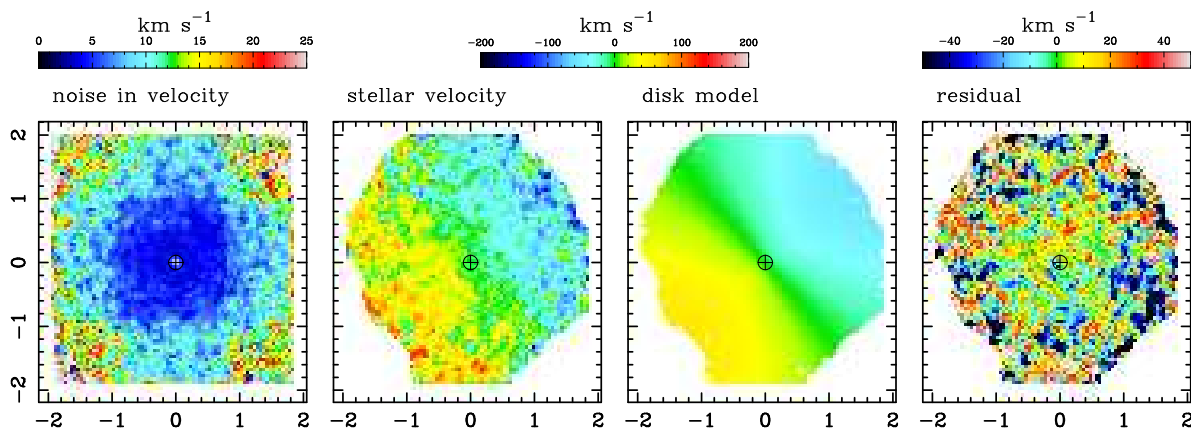 km s−1 km s−1 km s−1
0 5 10 15 20 25 −200 −100 0 100 200 −40 −20 0 20 40
noise in velocity stellar velocity disk model residual
2
1
0
−1
−2
−2 −1 0 1 2 −2 −1 0 1 2 −2 −1 0 1 2 −2 −1 0 1 2